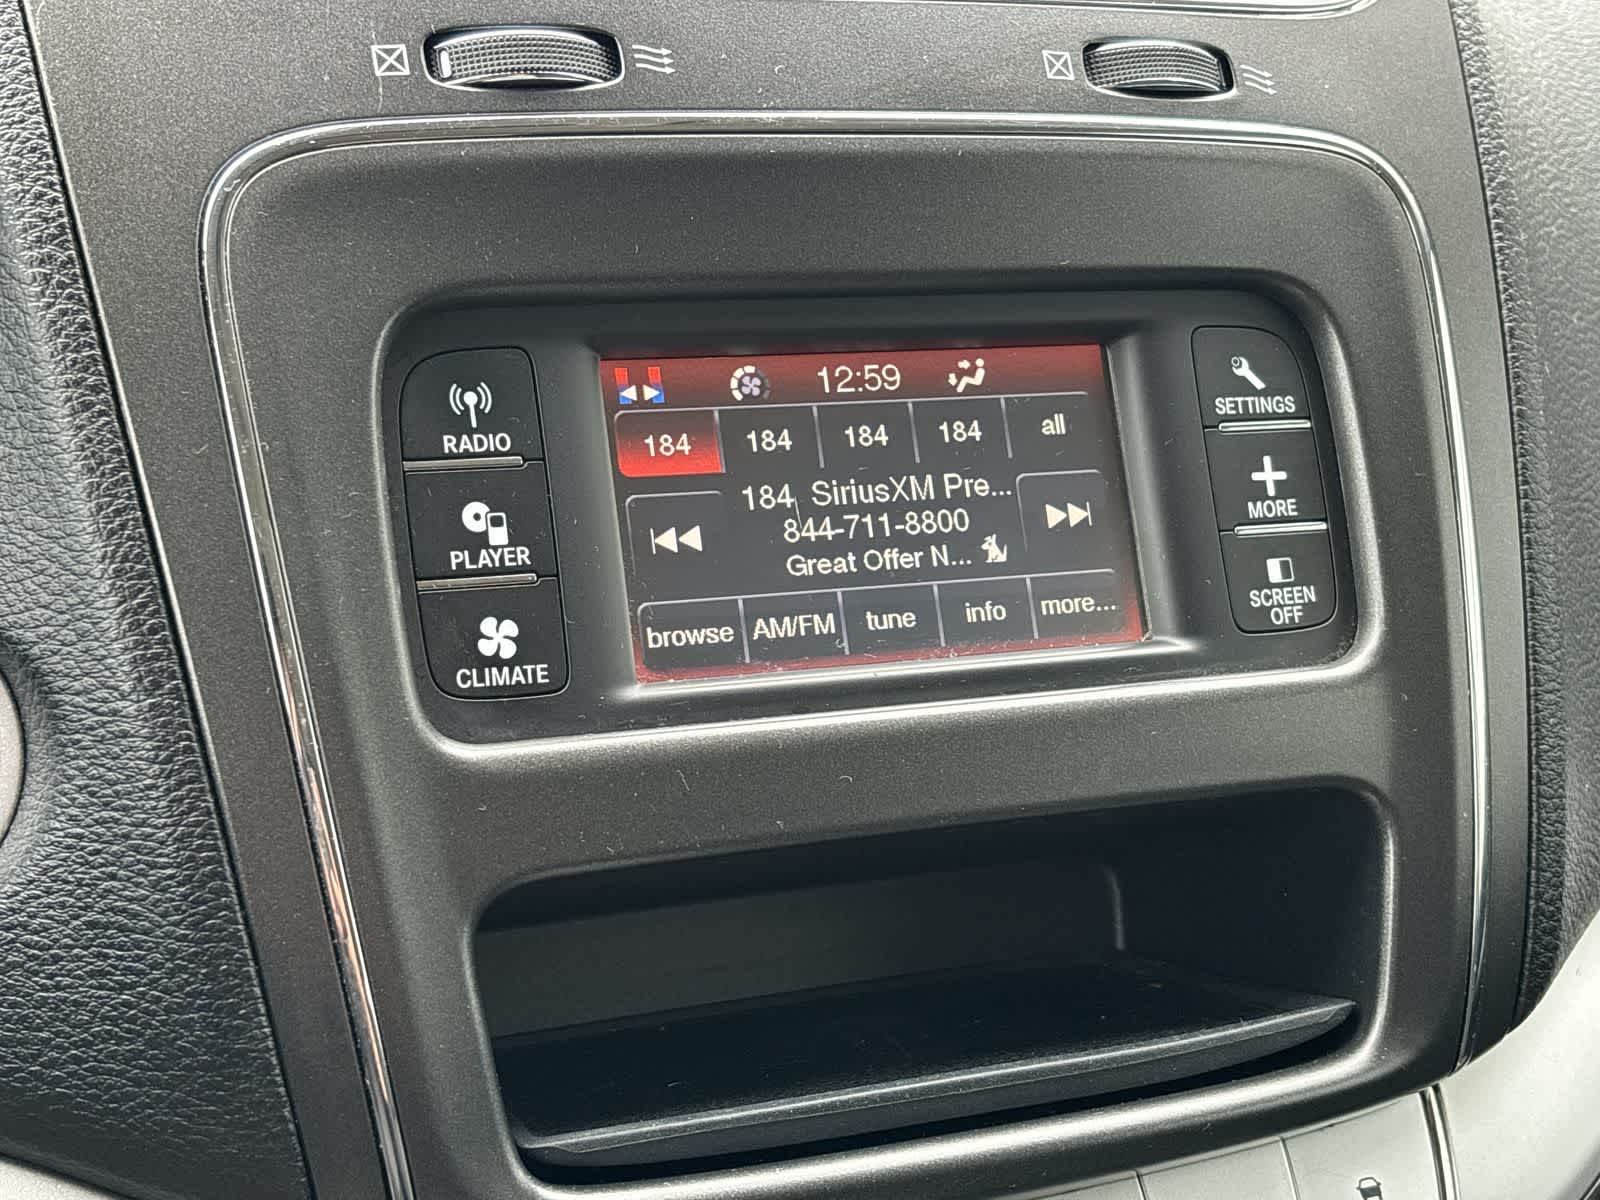 RADIO
PLAYER
CLIMATE
12:59
184 184 184 184 all
184 SiriusXM Pre...
844-711-8800
Great Offer N...
browse AM/FM tune info more...
SETTINGS
MORE
SCREEN
OFF